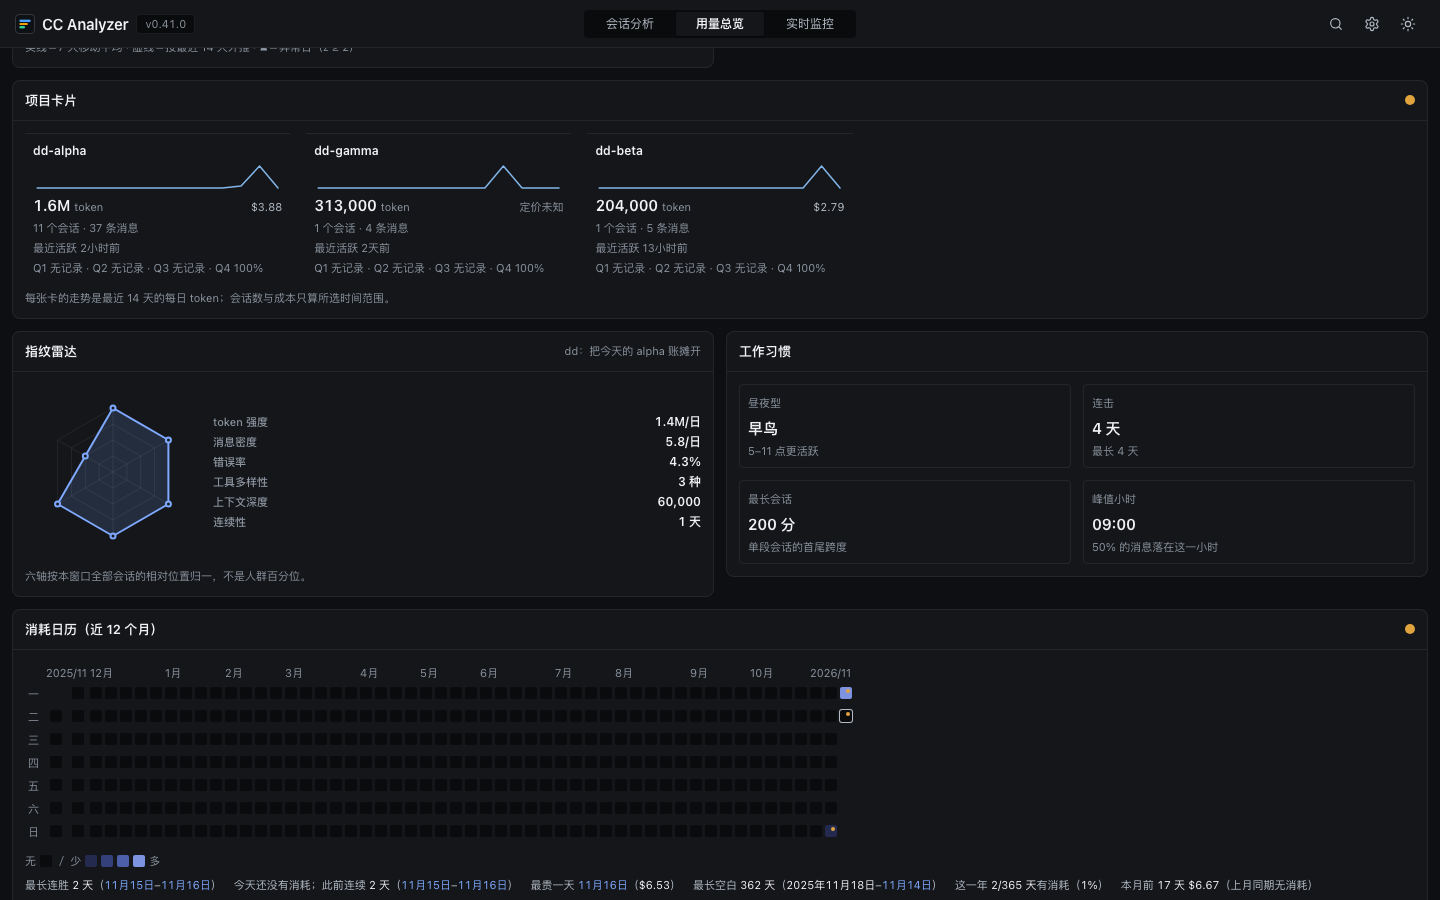 CC Analyzer v0.41.0 会话分析 用量总览 实时监控
项目卡片
dd-alpha
1.6M token $3.88
11 个会话 · 37 条消息
最近活跃 2小时前
Q1 无记录 · Q2 无记录 · Q3 无记录 · Q4 100%
dd-gamma
313,000 token 定价未知
1 个会话 · 4 条消息
最近活跃 2天前
Q1 无记录 · Q2 无记录 · Q3 无记录 · Q4 100%
dd-beta
204,000 token $2.79
1 个会话 · 5 条消息
最近活跃 13小时前
Q1 无记录 · Q2 无记录 · Q3 无记录 · Q4 100%
每张卡的走势是最近 14 天的每日 token；会话数与成本只算所选时间范围。
指纹雷达 dd：把今天的 alpha 账摊开
token 强度 1.4M/日
消息密度 5.8/日
错误率 4.3%
工具多样性 3 种
上下文深度 60,000
连续性 1 天
六轴按本窗口全部会话的相对位置归一，不是人群百分位。
工作习惯
昼夜型
早鸟
5–11 点更活跃
连击
4 天
最长 4 天
最长会话
200 分
单段会话的首尾跨度
峰值小时
09:00
50% 的消息落在这一小时
消耗日历（近 12 个月）
2025/11 12月 1月 2月 3月 4月 5月 6月 7月 8月 9月 10月 2026/11
一
二
三
四
五
六
日
无 / 少 多
最长连胜 2 天（11月15日–11月16日） 今天还没有消耗；此前连续 2 天（11月15日–11月16日） 最贵一天 11月16日（$6.53） 最长空白 362 天（2025年11月18日–11月14日） 这一年 2/365 天有消耗（1%） 本月前 17 天 $6.67（上月同期无消耗）